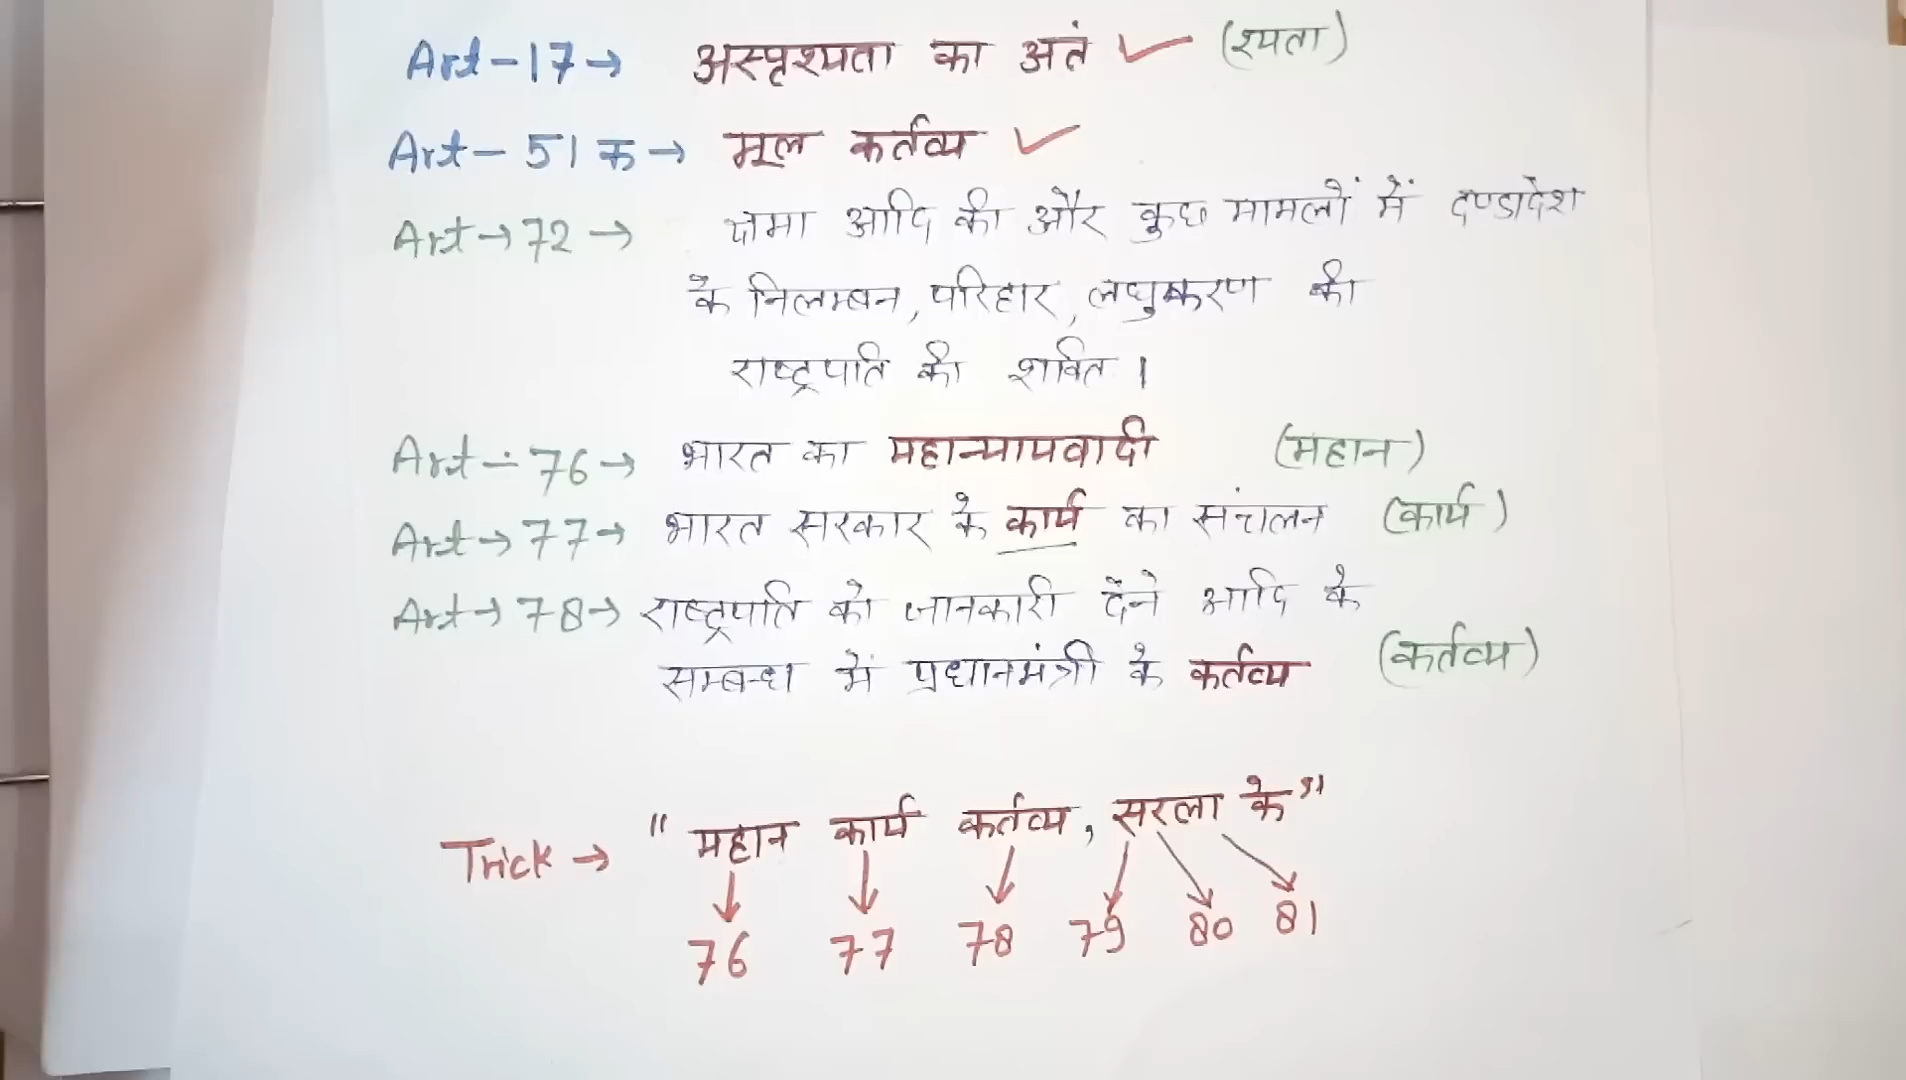 Art-17→ अस्पृश्यता का अतं ✓ (श्यता)
Art-51क→ मूल कर्तव्य ✓
Art→72→ क्षमा आदि की और कुछ मामलों में दण्डादेश
के निलम्बन, परिहार, लघुकरण की
राष्ट्रपति की शक्ति ।
Art-76→ भारत का महान्यायवादी (महान)
Art→77→ भारत सरकार के कार्य का संचालन (कार्य)
Art→78→ राष्ट्रपति को जानकारी देने आदि के
सम्बन्ध में प्रधानमंत्री के कर्तव्य (कर्तव्य)
Trick→ "महान कार्य कर्तव्य, सरला के"
76 77 78 79 80 81